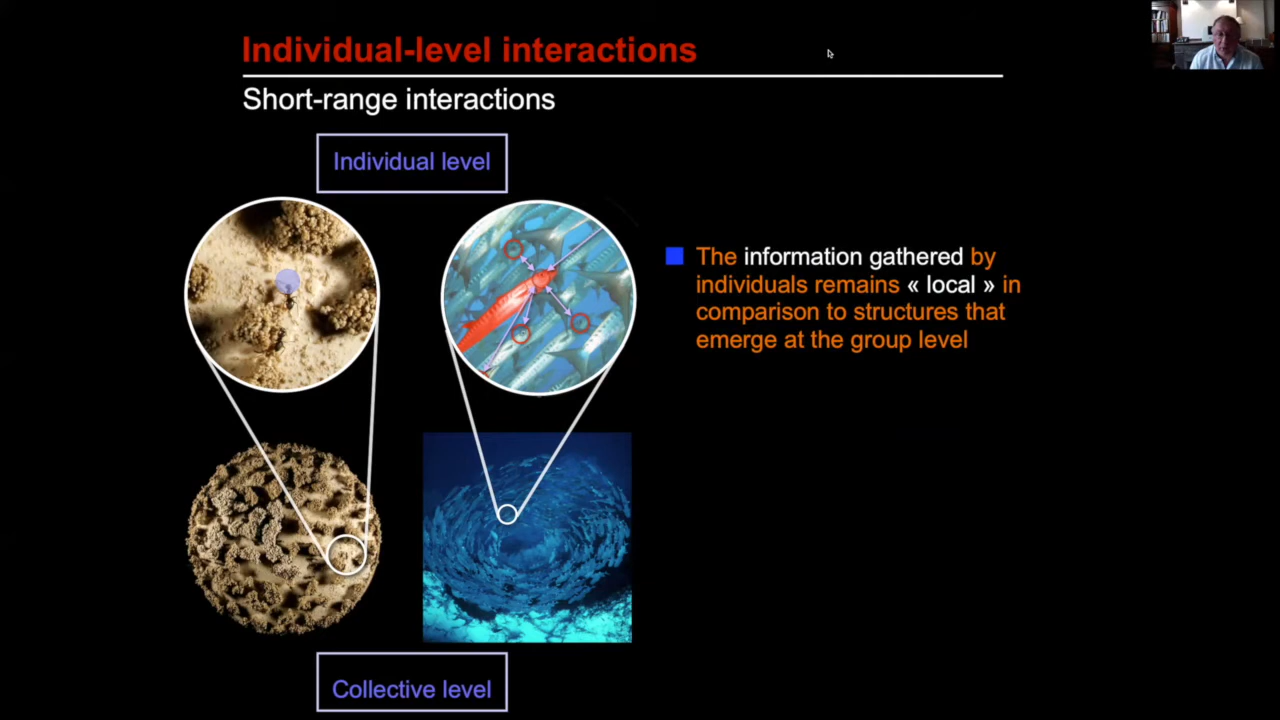 Individual-level interactions
Short-range interactions
Individual level
The information gathered by
individuals remains « local » in
comparison to structures that
emerge at the group level
Collective level